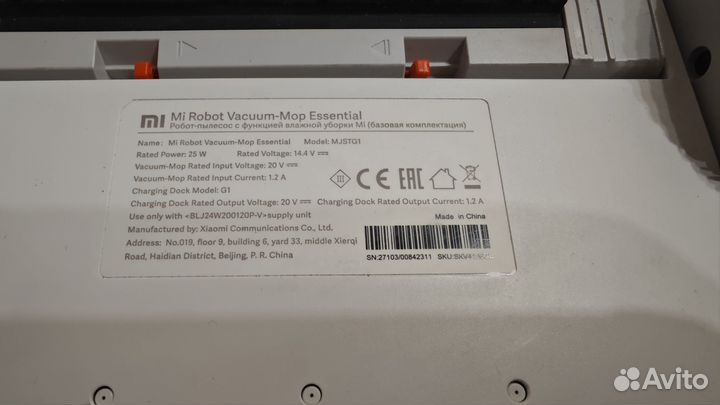 mi Mi Robot Vacuum-Mop Essential
Робот-пылесос с функцией влажной уборки Mi (базовая комплектация)
Name: Mi Robot Vacuum-Mop Essential Model: MJSTG1
Rated Power: 25 W Rated Voltage: 14.4 V
Vacuum-Mop Rated Input Voltage: 20 V
Vacuum-Mop Rated Input Current: 1.2 A
Charging Dock Model: G1
Charging Dock Rated Output Voltage: 20 V Charging Dock Rated Output Current: 1.2 A
Use only with <BLJ24W200120P-V>supply unit
Manufactured by: Xiaomi Communications Co., Ltd.
Address: No.019, floor 9, building 6, yard 33, middle Xierqi
Road, Haidian District, Beijing, P. R. China
III CE EAC
Made in China
SN:27103/00842311
Avito